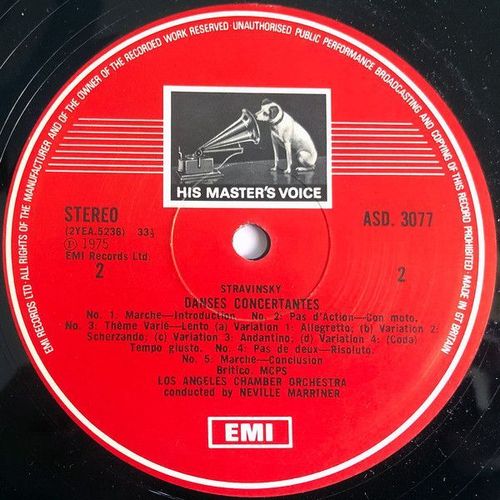 EMI RECORDS LTD · ALL RIGHTS OF THE MANUFACTURER AND OF THE OWNER OF THE RECORDED WORK RESERVED · UNAUTHORISED PUBLIC PERFORMANCE BROADCASTING AND COPYING OF THIS RECORD PROHIBITED · MADE IN GT BRITAIN
HIS MASTER'S VOICE
STEREO
ASD. 3077
(2YEA.5236) 33⅓
Ⓟ 1975
EMI Records Ltd.
2
2
STRAVINSKY
DANSES CONCERTANTES
No. 1. Marche—Introduction No. 2: Pas d'Action—Con moto.
No. 3: Thème Varié—Lento (a) Variation 1: Allegretto; (b) Variation 2:
Scherzando; (c) Variation 3: Andantino; (d) Variation 4: (Coda)
Tempo giusto. No. 4: Pas de deux—Risoluto.
No. 5: Marche—Conclusion
Britico. MCPS
LOS ANGELES CHAMBER ORCHESTRA
conducted by NEVILLE MARRINER
EMI